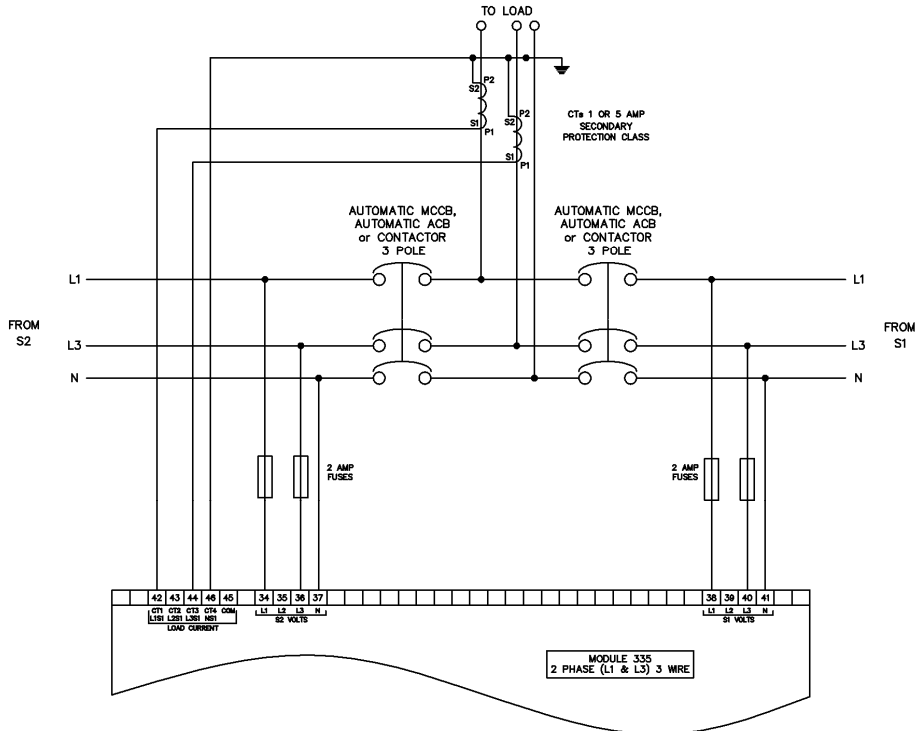 TO LOAD
S2 P2
S1 P1
S2 P2
S1 P1
CTs 1 OR 5 AMP
SECONDARY
PROTECTION CLASS
AUTOMATIC MCCB,
AUTOMATIC ACB
or CONTACTOR
3 POLE
AUTOMATIC MCCB,
AUTOMATIC ACB
or CONTACTOR
3 POLE
L1
L1
FROM
S2
L3
L3
FROM
S1
N
N
2 AMP
FUSES
2 AMP
FUSES
42 43 44 46 45
CT1 CT2 CT3 CT4 COM
L1S1 L2S1 L3S1 NS1
LOAD CURRENT
34 35 36 37
L1 L2 L3 N
S2 VOLTS
38 39 40 41
L1 L2 L3 N
S1 VOLTS
MODULE 335
2 PHASE (L1 & L3) 3 WIRE